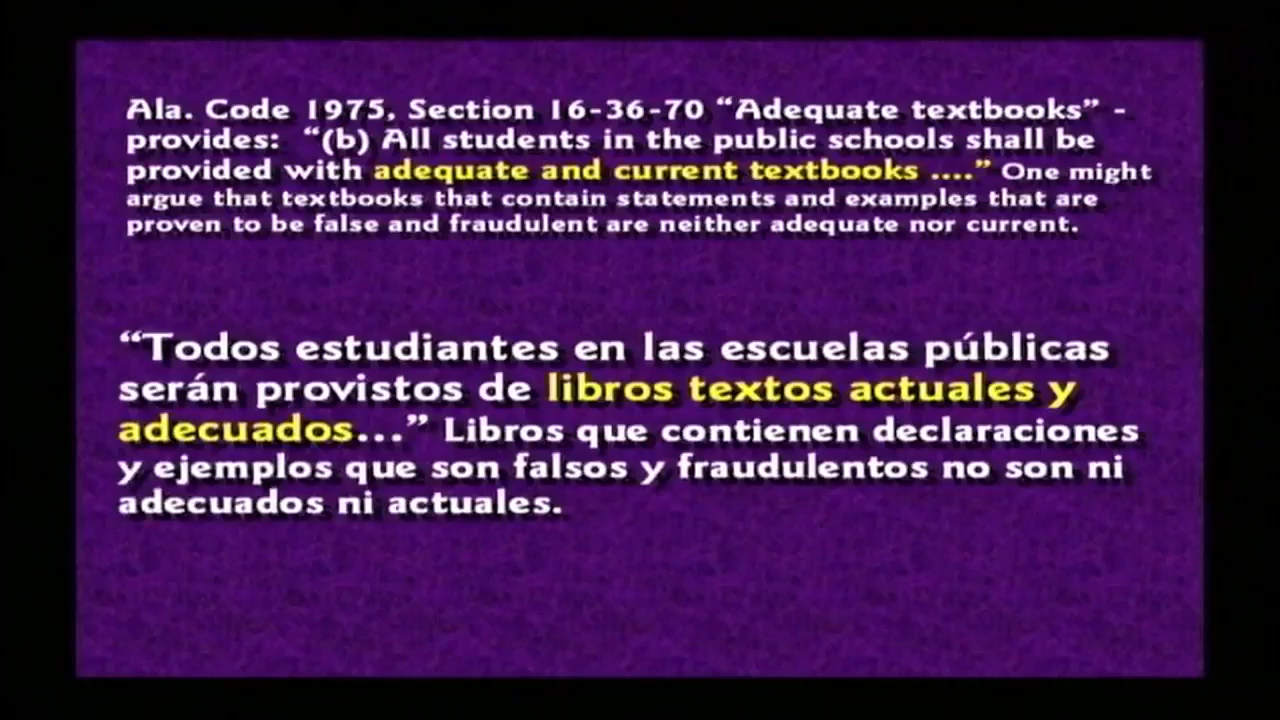 Ala. Code 1975, Section 16-36-70 “Adequate textbooks” -
provides: “(b) All students in the public schools shall be
provided with adequate and current textbooks ....” One might
argue that textbooks that contain statements and examples that are
proven to be false and fraudulent are neither adequate nor current.
“Todos estudiantes en las escuelas públicas
serán provistos de libros textos actuales y
adecuados...” Libros que contienen declaraciones
y ejemplos que son falsos y fraudulentos no son ni
adecuados ni actuales.